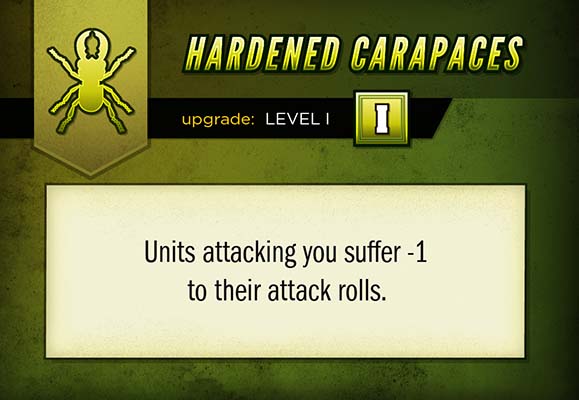 HARDENED CARAPACES
upgrade: LEVEL I
I
Units attacking you suffer -1
to their attack rolls.